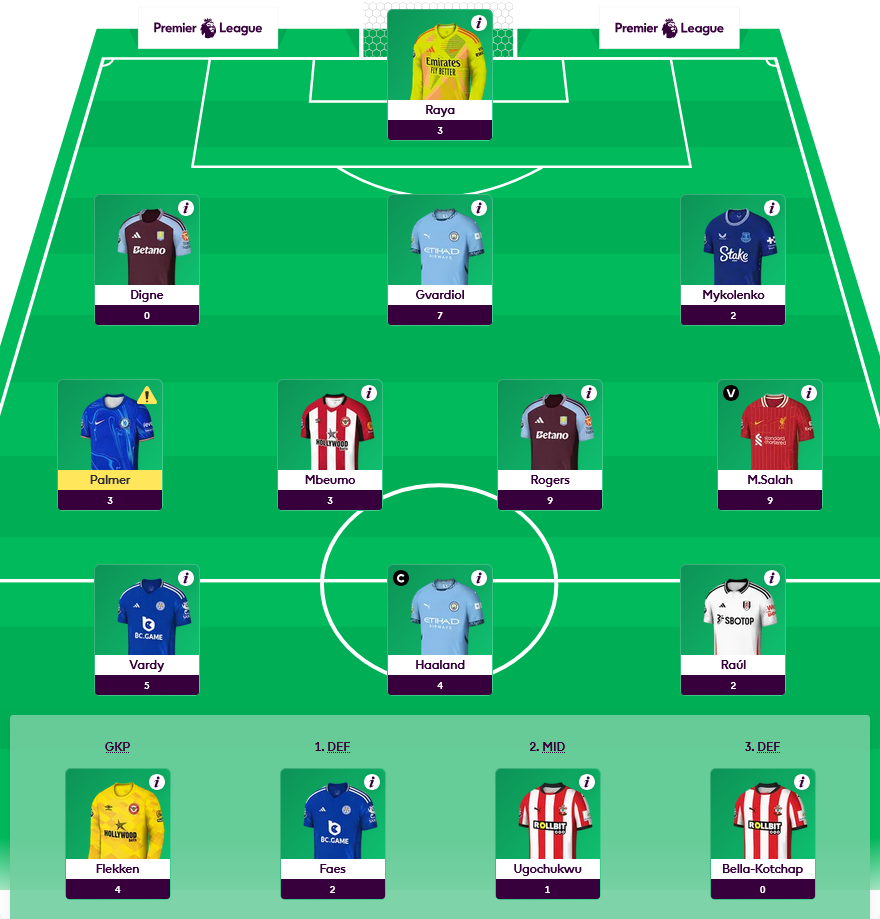 Premier League
Premier League
Emirates
FLY BETTER
Raya
3
Betano
Digne
0
ETIHAD
AIRWAYS
Gvardiol
7
Stake
Mykolenko
2
Palmer
3
HOLLYWOOD
bets
Mbeumo
3
Betano
Rogers
9
V
standard
chartered
M.Salah
9
BC.GAME
Vardy
5
C
ETIHAD
AIRWAYS
Haaland
4
SBOTOP
Raúl
2
GKP
1. DEF
2. MID
3. DEF
HOLLYWOOD
bets
Flekken
4
BC.GAME
Faes
2
ROLLBIT
Ugochukwu
1
ROLLBIT
Bella-Kotchap
0